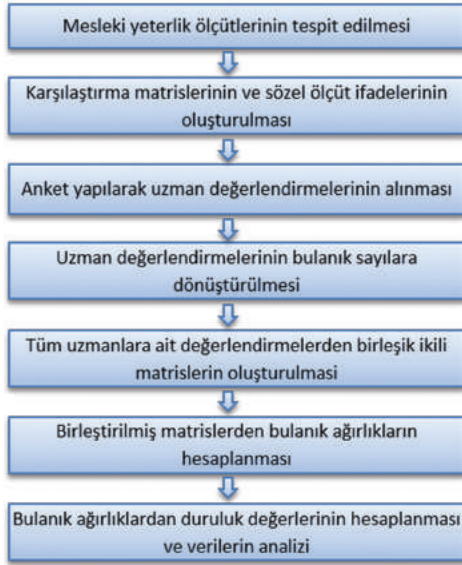 Mesleki yeterlik ölçütlerinin tespit edilmesi
Karşılaştırma matrislerinin ve sözel ölçüt ifadelerinin
oluşturulması
Anket yapılarak uzman değerlendirmelerinin alınması
Uzman değerlendirmelerinin bulanık sayılara
dönüştürülmesi
Tüm uzmanlara ait değerlendirmelerden birleşik ikili
matrislerin oluşturulmasi
Birleştirilmiş matrislerden bulanık ağırlıkların
hesaplanması
Bulanık ağırlıklardan duruluk değerlerinin hesaplanması
ve verilerin analizi